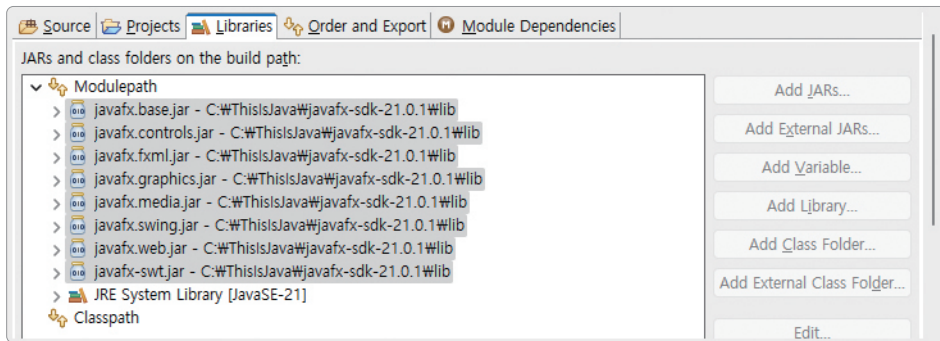 Source Projects Libraries Order and Export Module Dependencies
JARs and class folders on the build path:
Modulepath
javafx.base.jar - C:₩ThisIsJava₩javafx-sdk-21.0.1₩lib
javafx.controls.jar - C:₩ThisIsJava₩javafx-sdk-21.0.1₩lib
javafx.fxml.jar - C:₩ThisIsJava₩javafx-sdk-21.0.1₩lib
javafx.graphics.jar - C:₩ThisIsJava₩javafx-sdk-21.0.1₩lib
javafx.media.jar - C:₩ThisIsJava₩javafx-sdk-21.0.1₩lib
javafx.swing.jar - C:₩ThisIsJava₩javafx-sdk-21.0.1₩lib
javafx.web.jar - C:₩ThisIsJava₩javafx-sdk-21.0.1₩lib
javafx-swt.jar - C:₩ThisIsJava₩javafx-sdk-21.0.1₩lib
JRE System Library [JavaSE-21]
Classpath
Add JARs...
Add External JARs...
Add Variable...
Add Library...
Add Class Folder...
Add External Class Folder...
Edit...